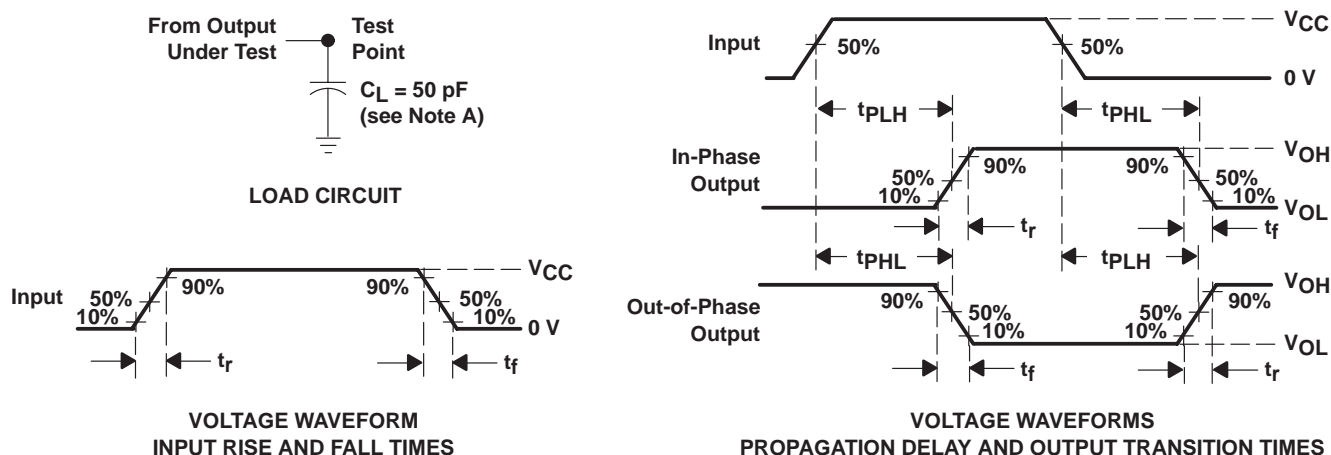 From Output
Under Test
Test
Point
CL = 50 pF
(see Note A)
LOAD CIRCUIT
Input
50%
10%
90%
90%
50%
10%
VCC
0 V
tr
tf
VOLTAGE WAVEFORM
INPUT RISE AND FALL TIMES
Input
50%
50%
VCC
0 V
tPLH
tPHL
In-Phase
Output
50%
10%
90%
90%
50%
10%
VOH
VOL
tr
tf
tPHL
tPLH
Out-of-Phase
Output
90%
50%
10%
50%
10%
90%
VOH
VOL
tf
tr
VOLTAGE WAVEFORMS
PROPAGATION DELAY AND OUTPUT TRANSITION TIMES